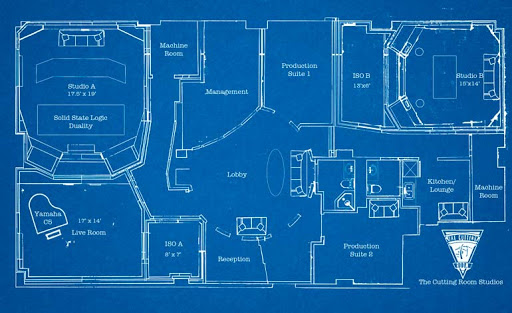 Studio A
17.5' x 19'
Solid State Logic
Duality
Machine
Room
Management
Production
Suite 1
ISO B
13'x6'
Studio B
15'x14'
Lobby
Yamaha
C5
17' x 14'
Live Room
ISO A
8' x 7'
Reception
Production
Suite 2
Kitchen/
Lounge
Machine
Room
THE CUTTING
ROOM
The Cutting Room Studios